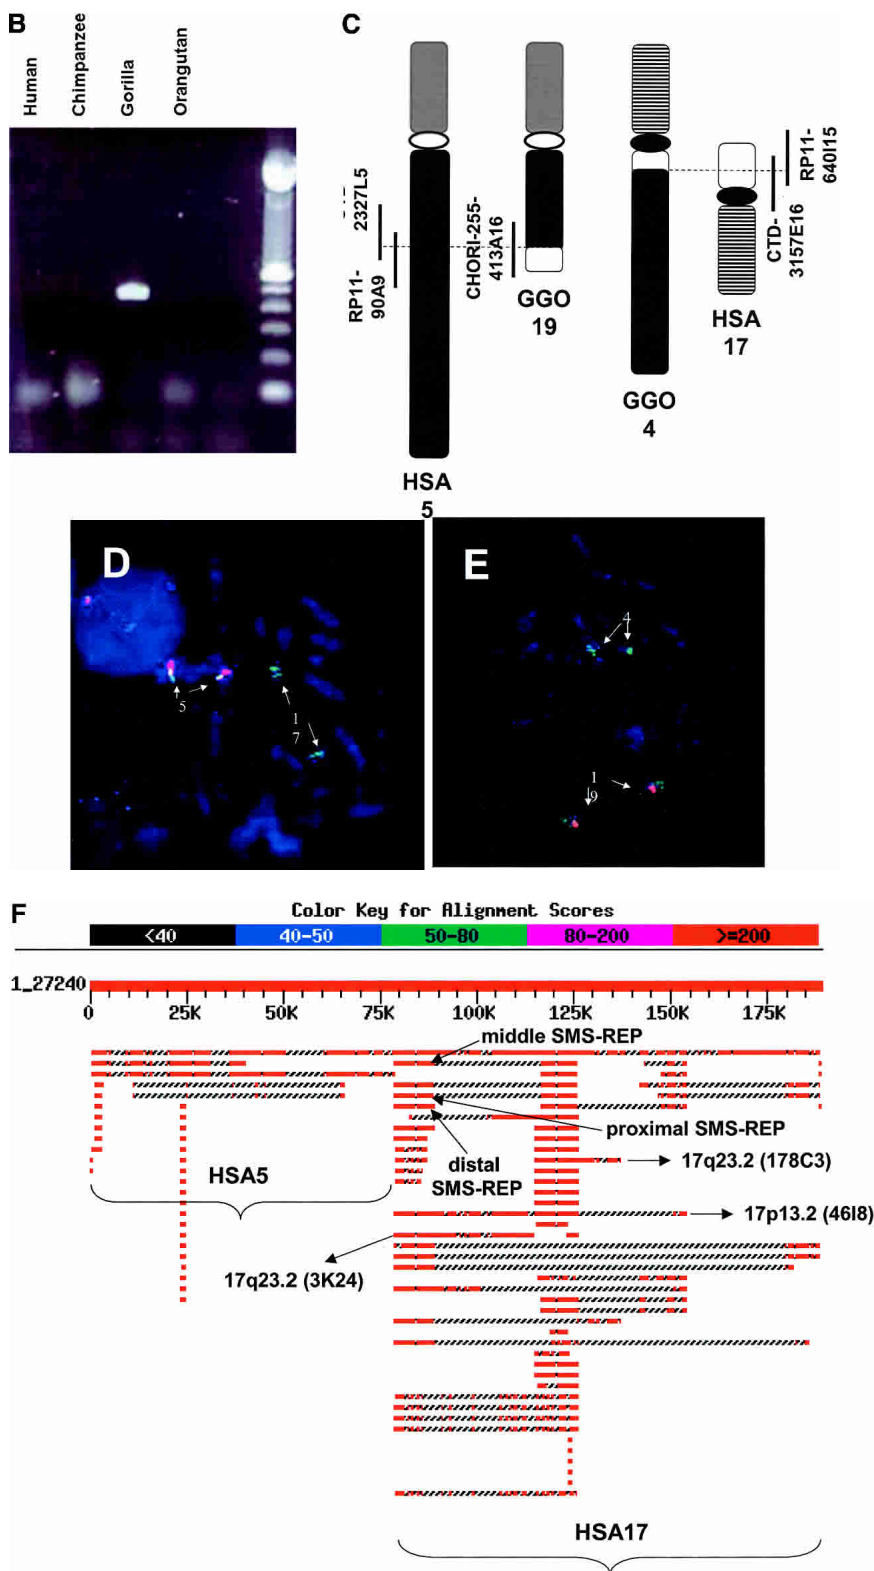 B
Human
Chimpanzee
Gorilla
Orangutan
C
2327L5
RP11-
90A9
CHORI-255-
413A16
HSA
5
GGO
19
GGO
4
HSA
17
CTD-
3157E16
RP11-
640I15
D
5
1
7
E
4
1
9
F
Color Key for Alignment Scores
<40
40-50
50-80
80-200
>=200
1_27240
0
25K
75K
100K
125K
150K
175K
middle SMS-REP
proximal SMS-REP
distal
SMS-REP
HSA5
17q23.2 (178C3)
17p13.2 (46I8)
17q23.2 (3K24)
HSA17